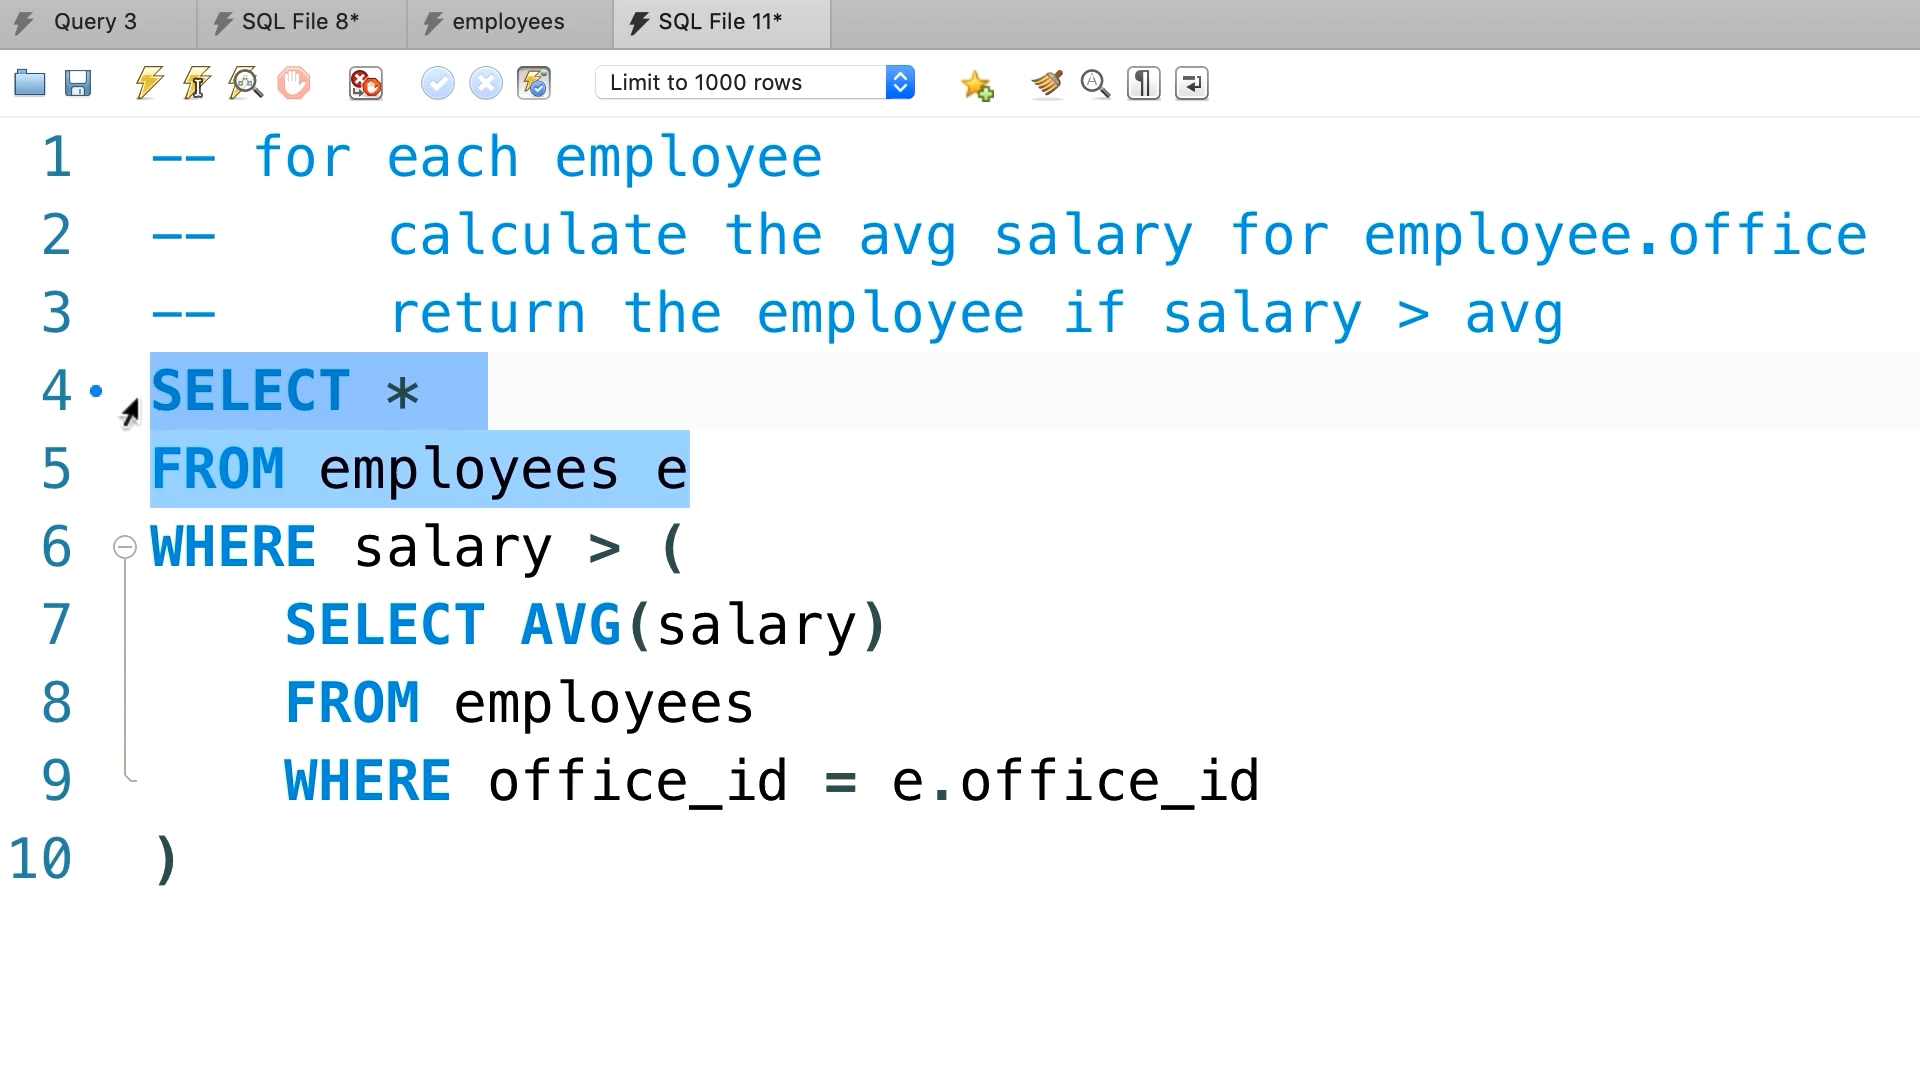 Query 3 SQL File 8* employees SQL File 11*
Limit to 1000 rows
1 -- for each employee
2 --     calculate the avg salary for employee.office
3 --     return the employee if salary > avg
4 SELECT *
5 FROM employees e
6 WHERE salary > (
7     SELECT AVG(salary)
8     FROM employees
9     WHERE office_id = e.office_id
10 )